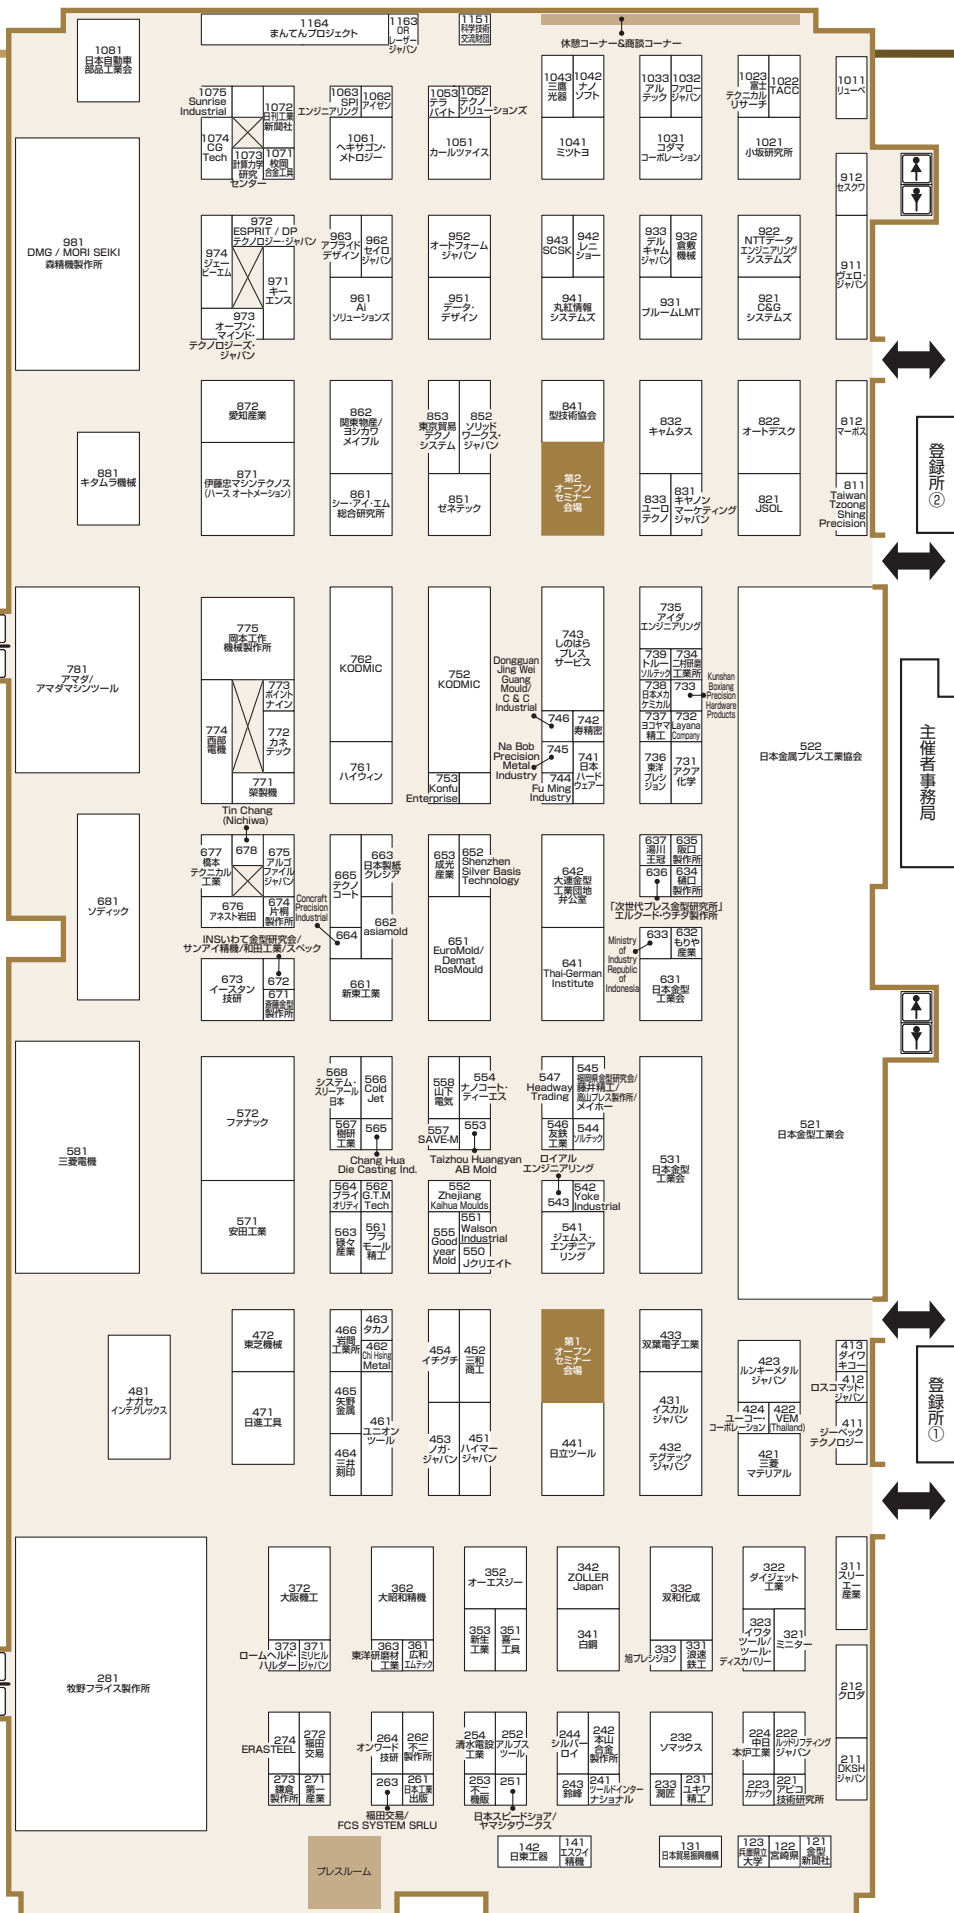 1164
まんてんプロジェクト
1163
OR
レーザー
ジャパン
1151
科学技術
交流財団
休憩コーナー&商談コーナー
1081
日本自動車
部品工業会
1075
Sunrise
Industrial
1072
日刊工業
新聞社
1074
CG
Tech
1073
計算力学
研究
センター
1071
枚岡
合金工具
1063
SPI
エンジニアリング
1062
アイゼン
1061
ヘキサゴン・
メトロジー
1053
テラ
バイト
1052
テクノ
ソリューションズ
1051
カールツァイス
1043
三鷹
光器
1042
ナノ
ソフト
1041
ミツトヨ
1033
アル
テック
1032
ファロー
ジャパン
1031
コダマ
コーポレーション
1023
富士
テクニカル
リサーチ
1022
TACC
1021
小坂研究所
1011
リューベ
981
DMG / MORI SEIKI
森精機製作所
972
ESPRIT / DP
テクノロジー・ジャパン
974
ジェー
ピーエム
971
キー
エンス
973
オープン・
マインド・
テクノロジーズ・
ジャパン
963
アプライド
デザイン
962
セイロ
ジャパン
961
Ai
ソリューションズ
952
オートフォーム
ジャパン
951
データ・
デザイン
943
SCSK
942
レニ
ショー
941
丸紅情報
システムズ
933
デル
キャム
ジャパン
932
倉敷
機械
931
ブルームLMT
922
NTTデータ
エンジニアリング
システムズ
921
C&G
システムズ
912
セスクワ
911
ヴェロ・
ジャパン
881
キタムラ機械
872
愛知産業
871
伊藤忠マシンテクノス
(ハース オートメーション)
862
関東物産/
ヨシカワ
メイプル
861
シー・アイ・エム
総合研究所
853
東京貿易
テクノ
システム
852
ソリッド
ワークス・
ジャパン
851
ゼネテック
841
型技術協会
第2
オープン
セミナー
会場
832
キャムタス
833
ユーロ
テクノ
831
キヤノン
マーケティング
ジャパン
822
オートデスク
821
JSOL
812
マーポス
811
Taiwan
Tzoong
Shing
Precision
登録所②
781
アマダ/
アマダマシンツール
775
岡本工作
機械製作所
773
ポイント
ナイン
774
西部
電機
772
カネ
テック
771
榮製機
762
KODMIC
761
ハイウィン
752
KODMIC
753
Konfu
Enterprise
743
しのはら
プレス
サービス
Dongguan
Jing Wei
Guang
Mould/
C & C
Industrial
746
742
寿精密
Na Bob
Precision
Metal
Industry
745
741
日本
ハード
ウェアー
744
Fu Ming
Industry
735
アイダ
エンジニアリング
739
トルー
ソルテック
734
二村研磨
工業所
738
日本メカ
ケミカル
733
Kunshan
Boxiang
Precision
Hardware
Products
737
ヨコヤマ
精工
732
Layana
Company
736
東洋
プレシ
ジョン
731
アクア
化学
522
日本金属プレス工業協会
主催者事務局
681
ソディック
Tin Chang
(Nichiwa)
678
677
橋本
テクニカル
工業
675
アルゴ
ファイル
ジャパン
676
アネスト岩田
674
片桐
製作所
INSいわて金型研究会/
サンアイ精機/和田工業/スペック
673
イースタン
技研
672
671
斎藤金型
製作所
665
テクノ
コート
663
日本製紙
クレシア
Concraft
Precision
Industrial
664
662
asiamold
661
新東工業
653
成光
産業
652
Shenzhen
Silver Basis
Technology
651
EuroMold/
Demat
RosMould
642
大連金型
工業団地
弁公室
641
Thai-German
Institute
637
湯川
王冠
635
阪口
製作所
636
634
樋口
製作所
「次世代プレス金型研究所」
エルクード・ウチダ製作所
Ministry
of
Industry
Republic
of
Indonesia
633
632
もりや
産業
631
日本金型
工業会
581
三菱電機
572
ファナック
571
安田工業
568
システム・
スリーアール
日本
566
Cold
Jet
567
樹研
工業
565
Chang Hua
Die Casting Ind.
564
プライ
オリティ
562
G.T.M
Tech
563
碌々
産業
561
プラ
モール
精工
558
山下
電気
554
ナノコート・
ティーエス
557
SAVE-M
553
Taizhou Huangyan
AB Mold
552
Zhejiang
Kaihua Moulds
555
Good
year
Mold
551
Walson
Industrial
550
Jクリエイト
547
Headway
Trading
545
福岡県金型研究会/
藤井精工/
高山プレス製作所/
メイホー
546
友鉄
工業
544
ソルテック
ロイアル
エンジニアリング
543
542
Yoke
Industrial
541
ジェムス・
エンヂニア
リング
531
日本金型
工業会
521
日本金型工業会
481
ナガセ
インテグレックス
472
東芝機械
471
日進工具
466
岩間
工業所
463
タカノ
462
Chi Hsing
Metal
465
矢野
金属
461
ユニオン
ツール
464
三井
刻印
454
イチグチ
452
三和
商工
453
ノガ・
ジャパン
451
ハイマー
ジャパン
第1
オープン
セミナー
会場
441
日立ツール
433
双葉電子工業
431
イスカル
ジャパン
432
テグテック
ジャパン
423
ルンキーメタル
ジャパン
424
ユーコー・
コーポレーション
422
VEM
(Thailand)
421
三菱
マテリアル
413
ダイワ
キコー
412
ロスコマット・
ジャパン
411
ジーベック
テクノロジー
登録所①
281
牧野フライス製作所
372
大阪機工
373
ロームヘルド・
ハルダー
371
ミリヒル
ジャパン
362
大昭和精機
363
東洋研磨材
工業
361
広和
エムテック
352
オーエスジー
353
新生
工業
351
喜一
工具
342
ZOLLER
Japan
341
白銅
332
双和化成
333
旭プレシジョン
331
浪速
鉄工
322
ダイジェット
工業
323
イワタ
ツール/
ツール・
ディスカバリー
321
ミニター
311
スリー
エー
産業
274
ERASTEEL
272
福田
交易
273
鎌倉
製作所
271
第一
産業
264
オンワード
技研
262
不二
製作所
263
261
日本工業
出版
福田交易/
FCS SYSTEM SRLU
254
清水電設
工業
252
アルプス
ツール
253
不二
機販
251
日本スピードショア/
ヤマシタワークス
244
シルバー
ロイ
242
本山
合金
製作所
243
鈴峰
241
ツールドインター
ナショナル
232
ソマックス
233
潤匠
231
ユキワ
精工
224
中日
本炉工業
222
ルッドリフティング
ジャパン
223
カナック
221
アピコ
技術研究所
212
クロダ
211
DKSH
ジャパン
プレスルーム
142
日東工器
141
エスワイ
精機
131
日本貿易振興機構
123
兵庫県立
大学
122
宮崎県
121
金型
新聞社